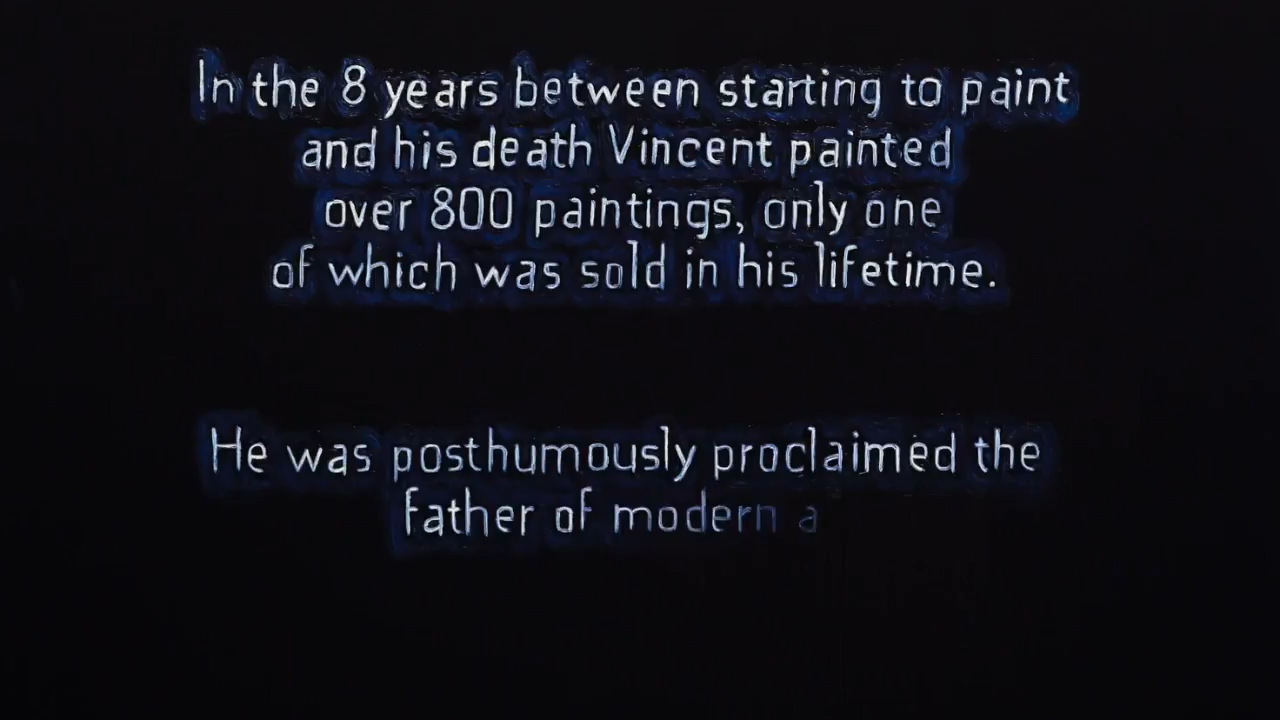 In the 8 years between starting to paint
and his death Vincent painted
over 800 paintings, only one
of which was sold in his lifetime.
He was posthumously proclaimed the
father of modern a